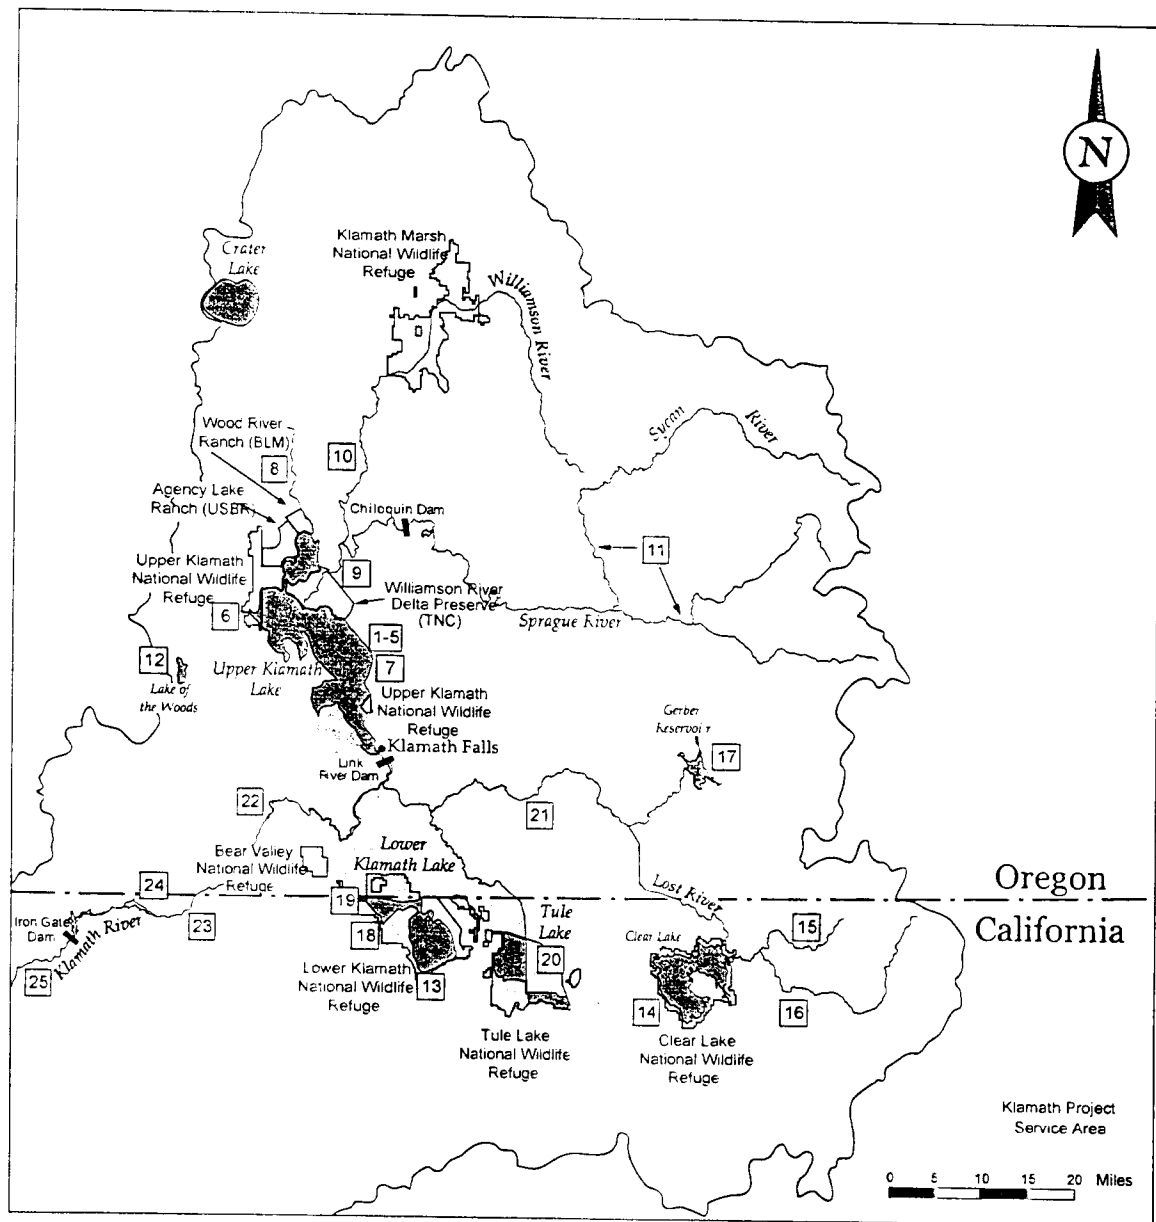 N
Crater
Lake
Klamath Marsh
National Wildlife
Refuge
Williamson River
Sycan River
Wood River
Ranch (BLM)
8
10
Agency Lake
Ranch (USBR)
Chiloquin Dam
11
Upper Klamath
National Wildlife
Refuge
9
Williamson River
Delta Preserve
(TNC)
Sprague River
6
1-5
7
12
Lake of
the Woods
Upper Klamath
Lake
Upper Klamath
National Wildlife
Refuge
Klamath Falls
Link
River Dam
Gerber
Reservoir
17
22
21
Bear Valley
National Wildlife
Refuge
Lower
Klamath Lake
Lost River
Oregon
California
24
19
23
18
Iron Gate
Dam
Klamath River
25
Tule
Lake
20
Clear Lake
15
Lower Klamath
National Wildlife
Refuge
13
14
16
Tule Lake
National Wildlife
Refuge
Clear Lake
National Wildlife
Refuge
Klamath Project
Service Area
0 5 10 15 20 Miles